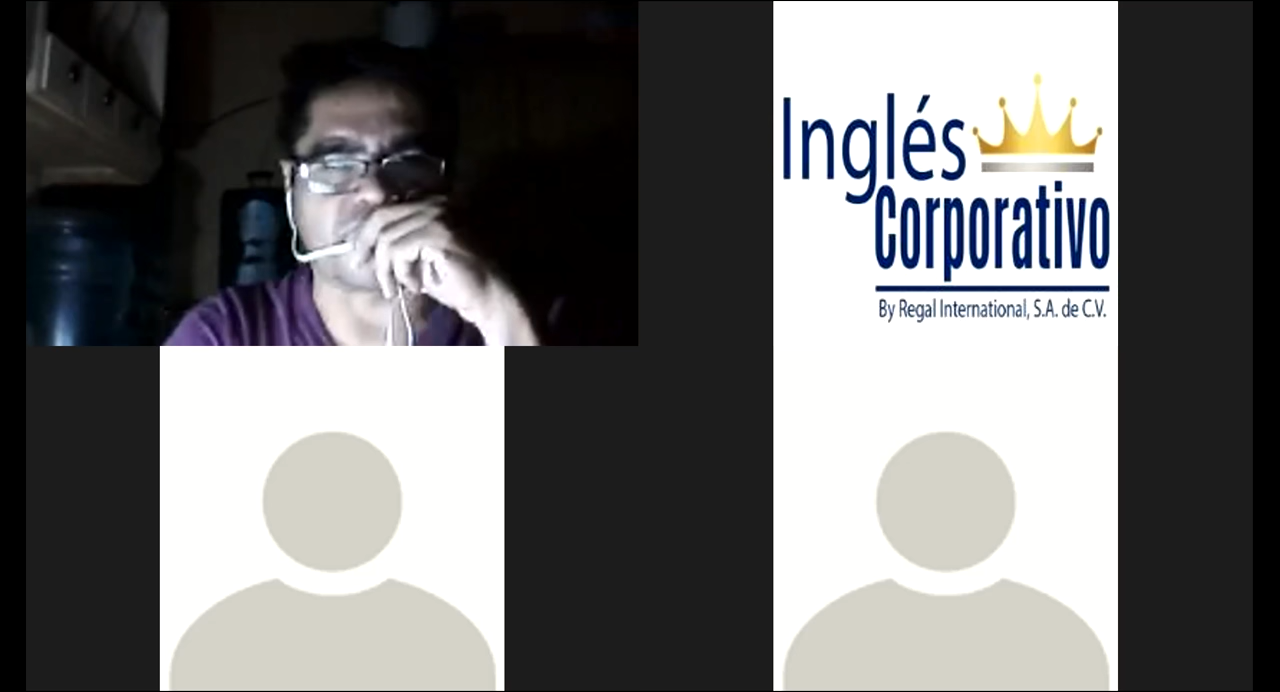 Inglés
Corporativo
By Regal International, S.A. de C.V.